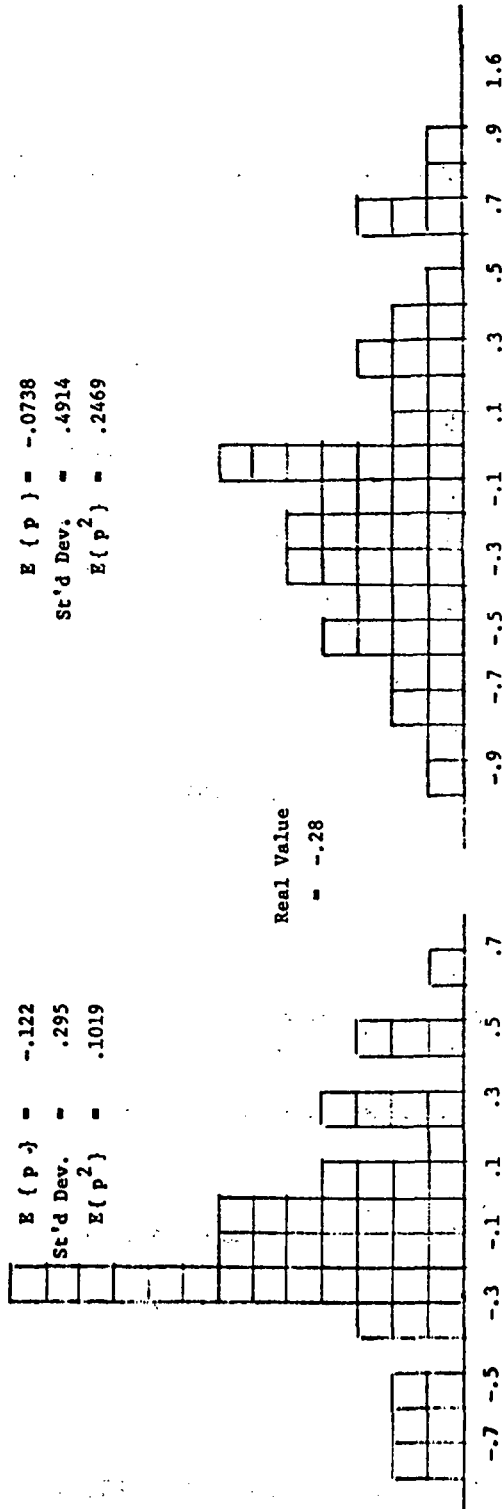 E { p } = -.122
St'd Dev. = .295
E{ p2 } = .1019
Real Value
= -.28
-.7 -.5 -.3 -.1 .1 .3 .5 .7
E { p } = -.0738
St'd Dev. = .4914
E{ p2 } = .2469
-.9 -.7 -.5 -.3 -.1 .1 .3 .5 .7 .9 1.6